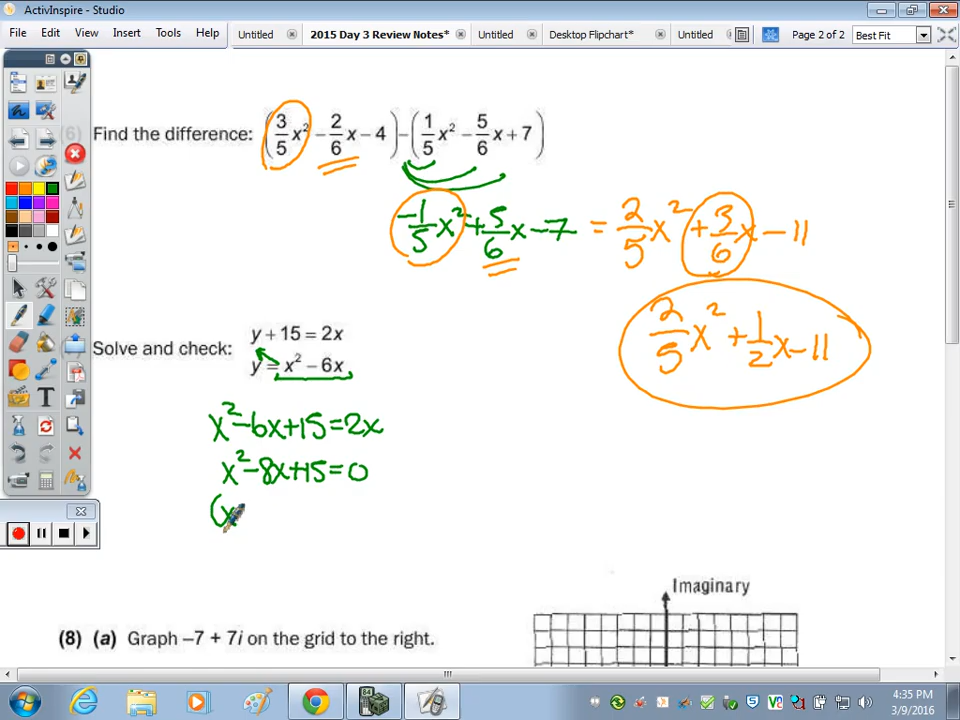 ActivInspire - Studio
File Edit View Insert Tools Help Untitled 2015 Day 3 Review Notes* Untitled Desktop Flipchart* Untitled Page 2 of 2 Best Fit
(6) Find the difference: (3/5 x² − 2/6 x − 4) − (1/5 x² − 5/6 x + 7)
-1/5 x² + 5/6 x - 7 = 2/5 x² + 3/6 x - 11
2/5 x² + 1/2 x - 11
Solve and check: y + 15 = 2x
y = x² − 6x
x² - 6x + 15 = 2x
x² - 8x + 15 = 0
(x
Imaginary
(8) (a) Graph –7 + 7i on the grid to the right.
4:35 PM
3/9/2016